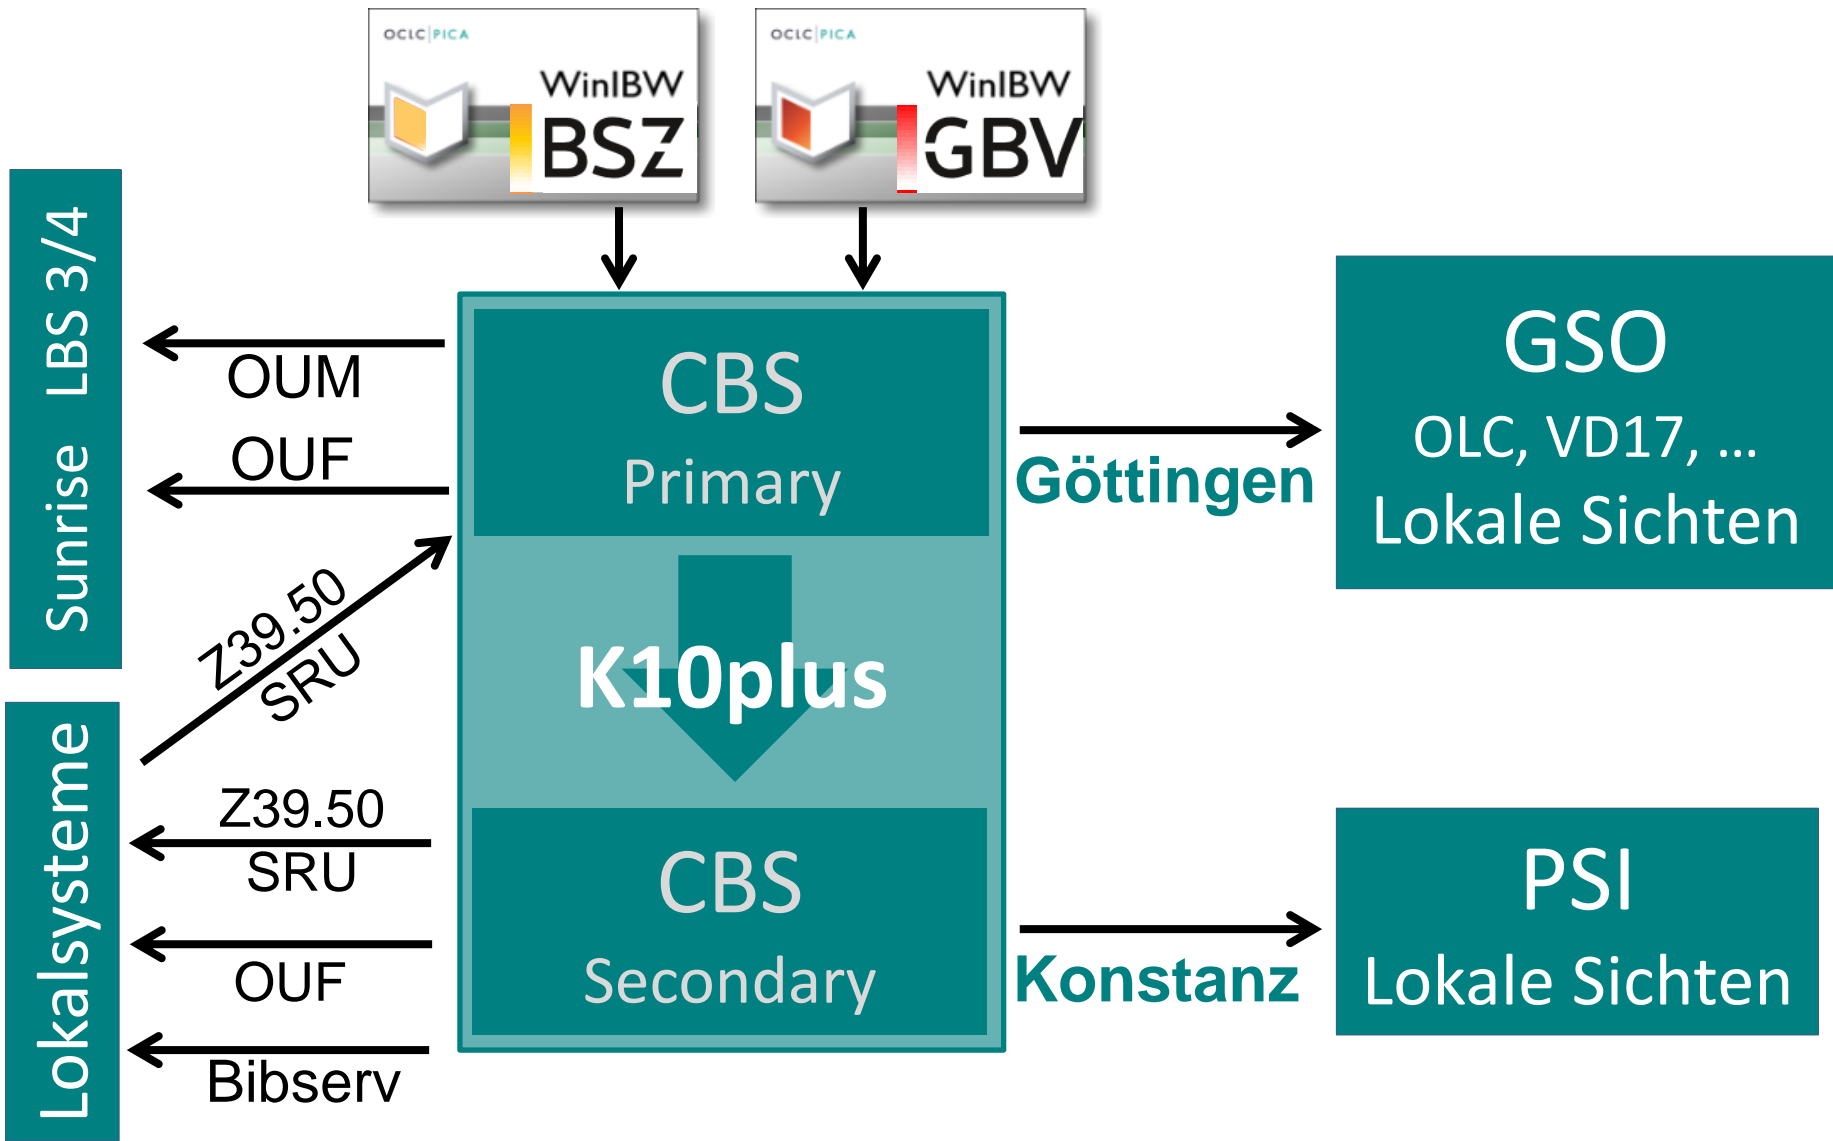 OCLC PICA
WinIBW
BSZ
OCLC PICA
WinIBW
GBV
Sunrise LBS 3/4
OUM
OUF
Z39.50
SRU
CBS
Primary
K10plus
CBS
Secondary
Göttingen
GSO
OLC, VD17, ...
Lokale Sichten
Lokalsysteme
Z39.50
SRU
OUF
Bibserv
Konstanz
PSI
Lokale Sichten